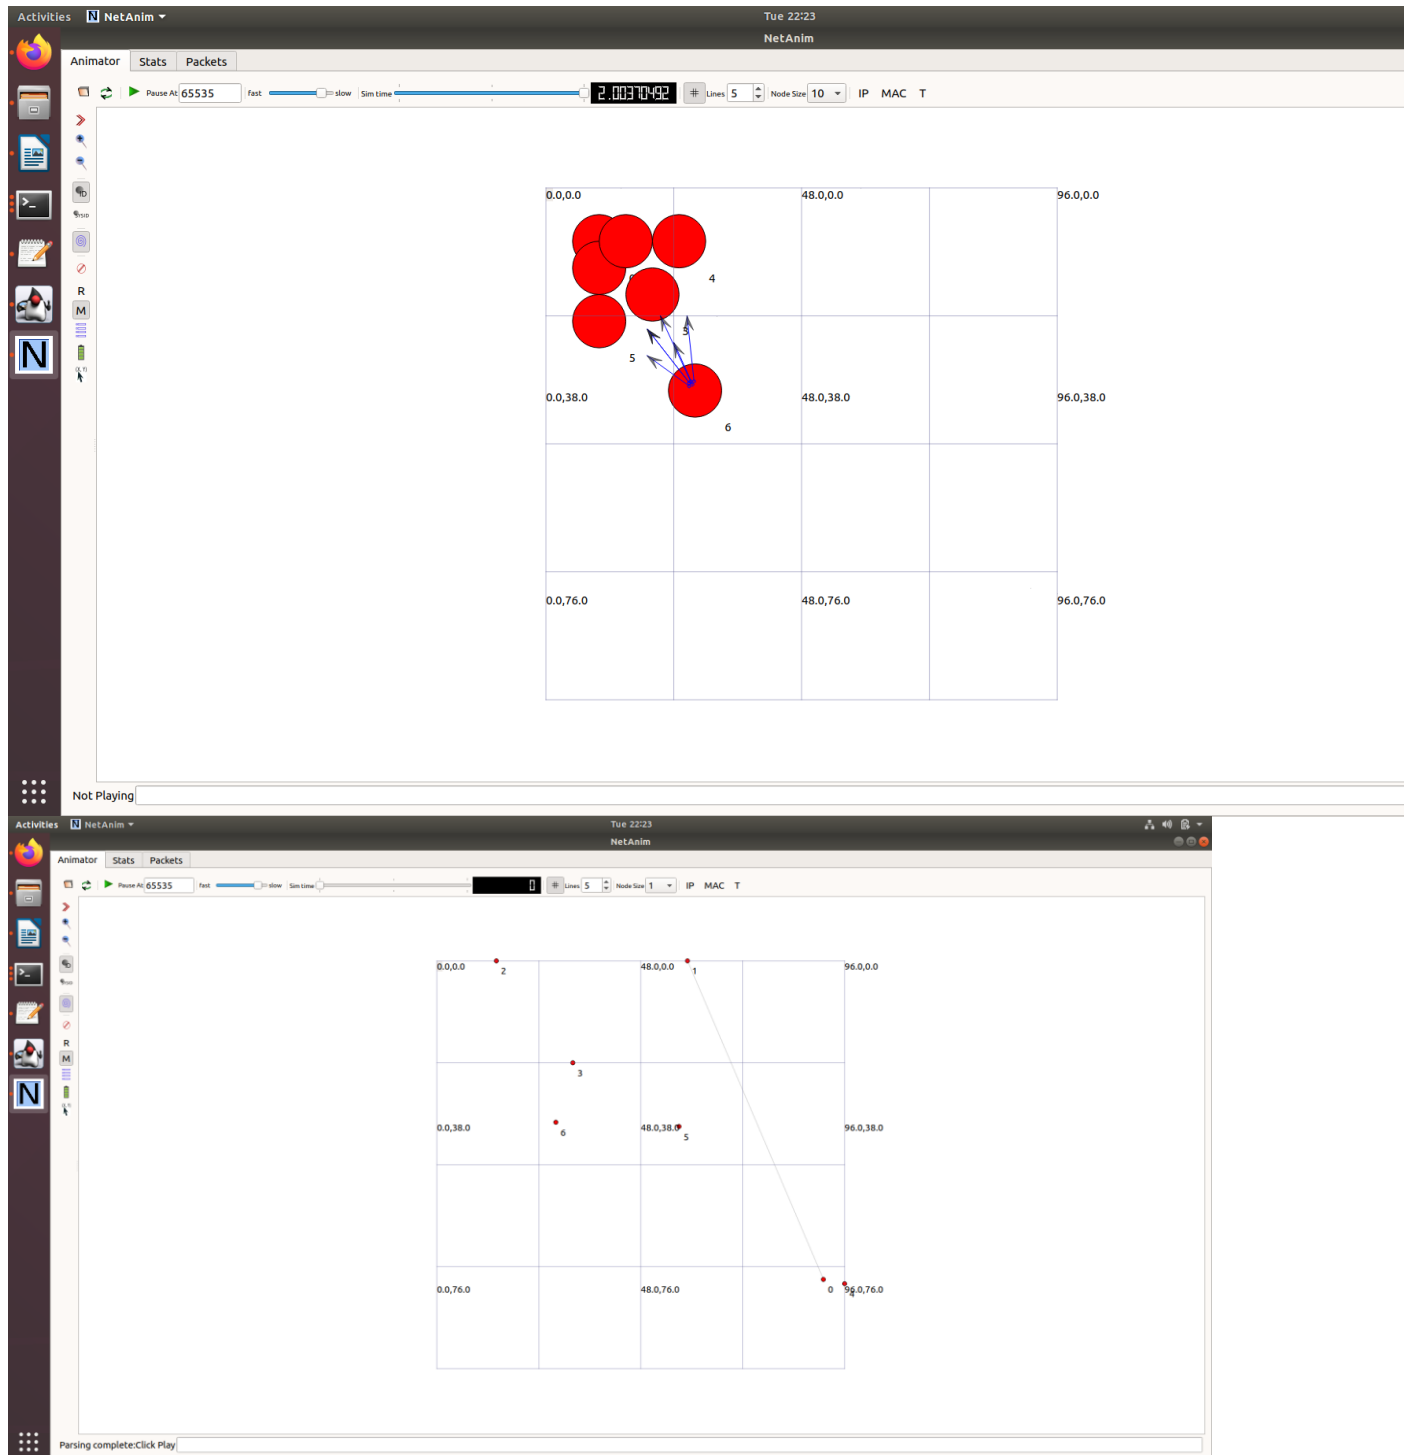 Activities NetAnim Tue 22:23
NetAnim
Animator Stats Packets
Pause At 65535 fast slow Sim time 2.00370492 # Lines 5 Node Size 10 IP MAC T
0.0,0.0 48.0,0.0 96.0,0.0
4
5
0.0,38.0 48.0,38.0 96.0,38.0
6
0.0,76.0 48.0,76.0 96.0,76.0
ID
SYSID
R
M
Not Playing
Activities NetAnim Tue 22:23
NetAnim
Animator Stats Packets
Pause At 65535 fast slow Sim time 0 # Lines 5 Node Size 1 IP MAC T
0.0,0.0 2 48.0,0.0 1 96.0,0.0
3
0.0,38.0 6 48.0,38.0 5 96.0,38.0
0.0,76.0 48.0,76.0 0 96.0,76.0
4
R
M
Parsing complete:Click Play